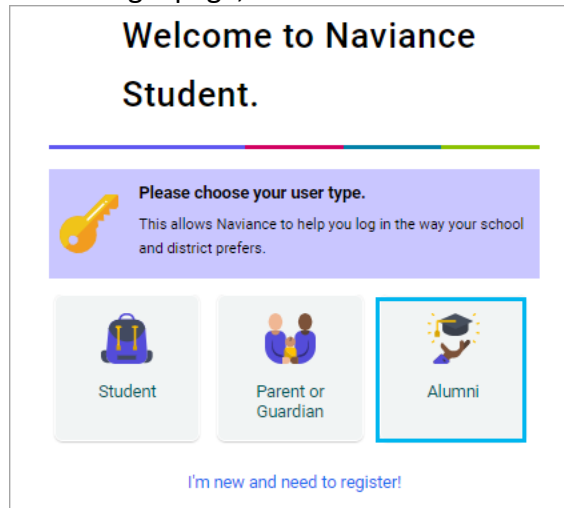 Welcome to Naviance
Student.
Please choose your user type.
This allows Naviance to help you log in the way your school
and district prefers.
Student
Parent or
Guardian
Alumni
I'm new and need to register!